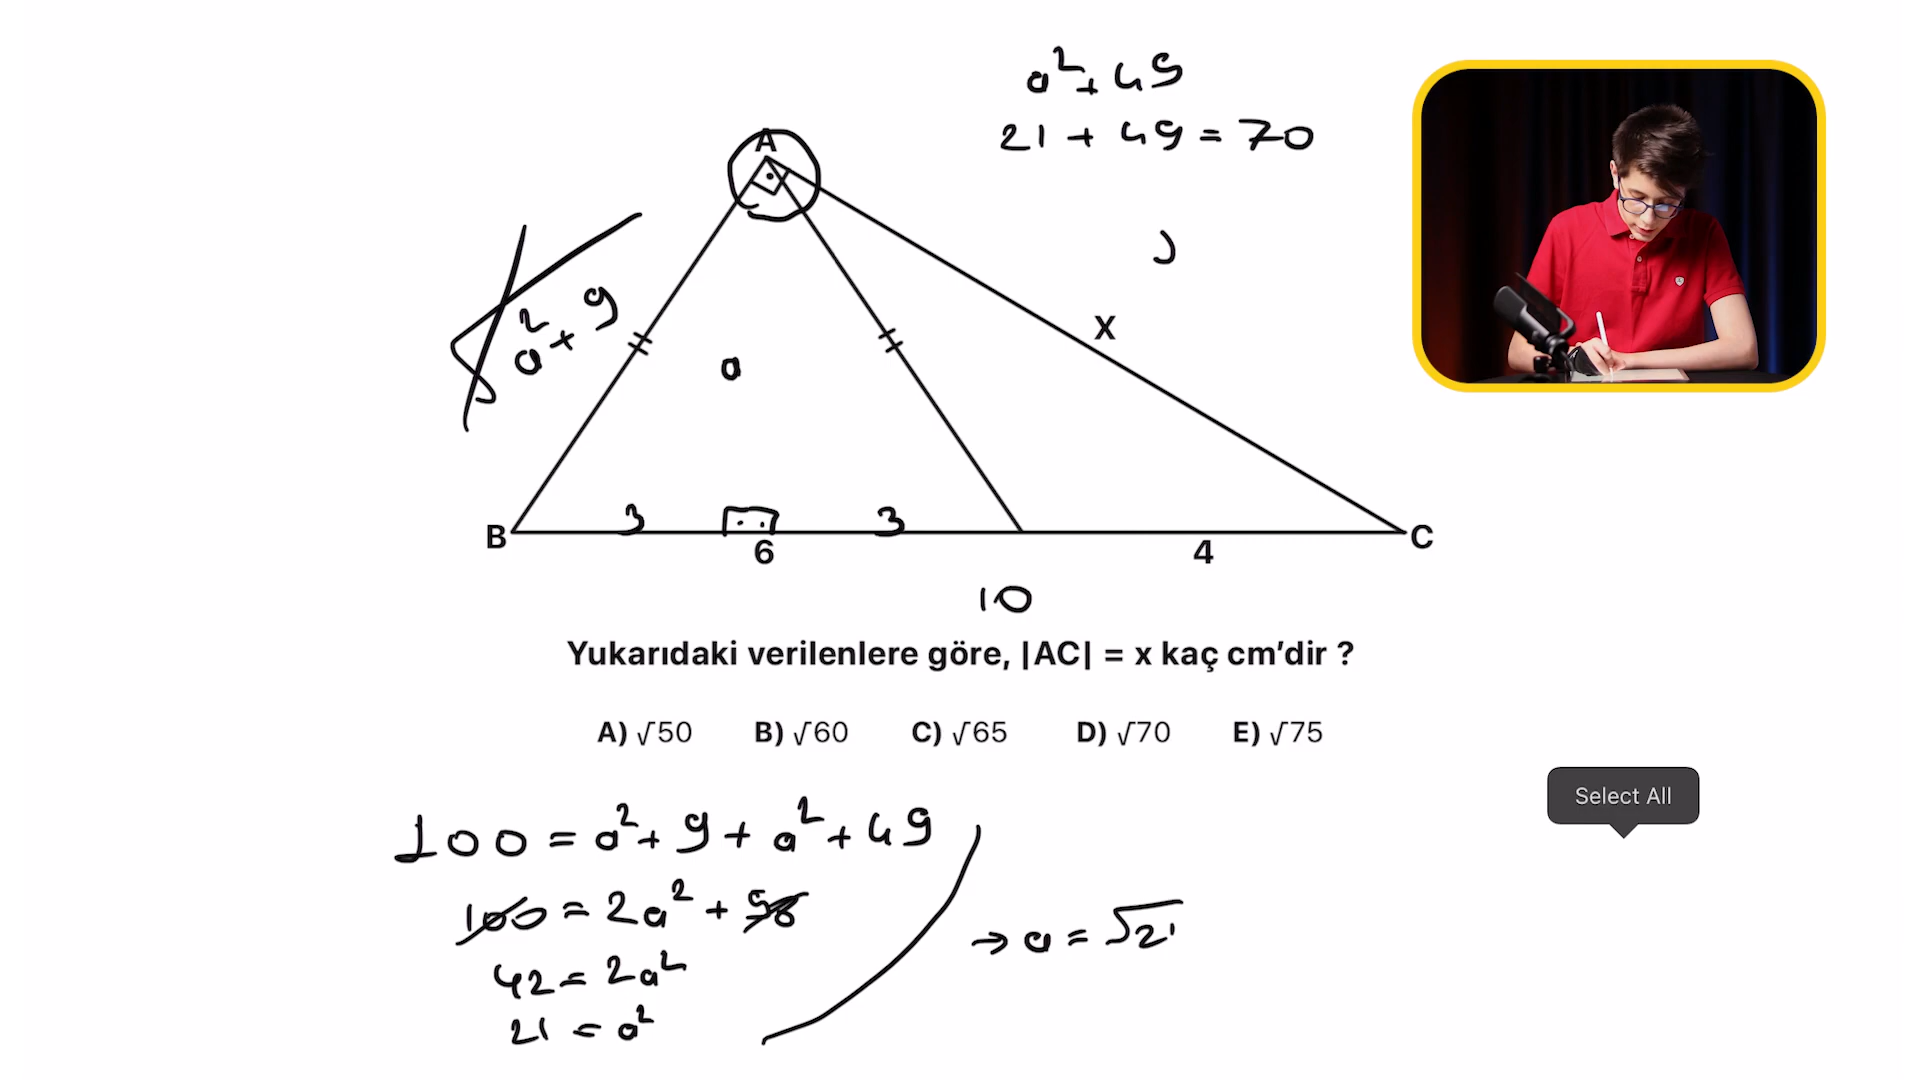 a²+49
21+49=70
A
a²+9
x
a
3
3
B
C
6
4
10
Yukarıdaki verilenlere göre, |AC| = x kaç cm’dir ?
A) √50 B) √60 C) √65 D) √70 E) √75
Select All
100=a²+9+a²+49
100=2a²+58
→a=√21
42=2a²
21=a²